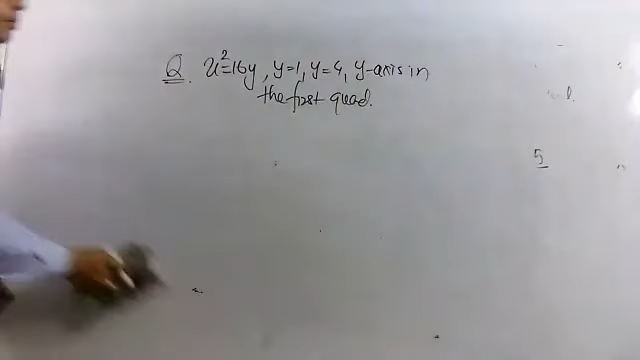 Q. x²=16y, y=1, y=4, y-axis in
the first quad.
5